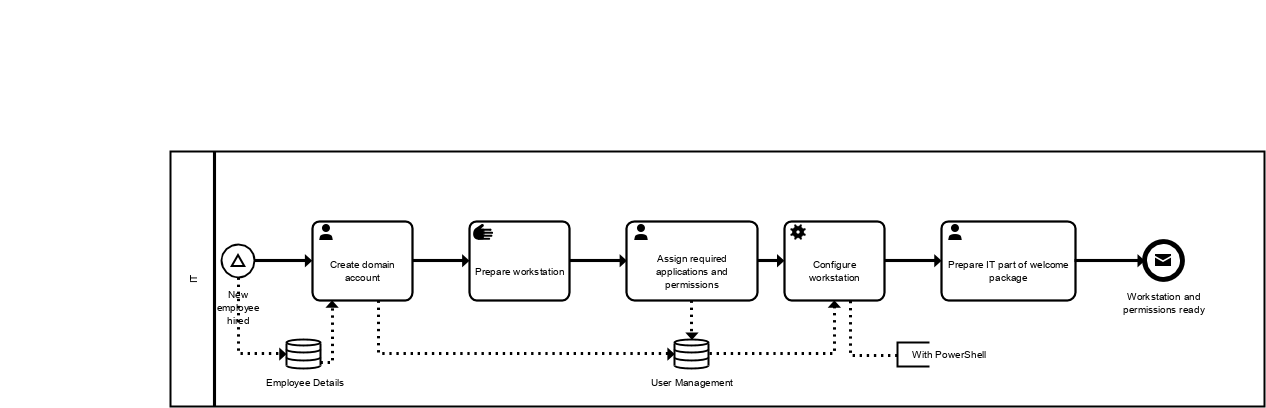 IT
New
employee
hired
Create domain
account
Prepare workstation
Assign required
applications and
permissions
Configure
workstation
Prepare IT part of welcome
package
Workstation and
permissions ready
Employee Details
User Management
With PowerShell